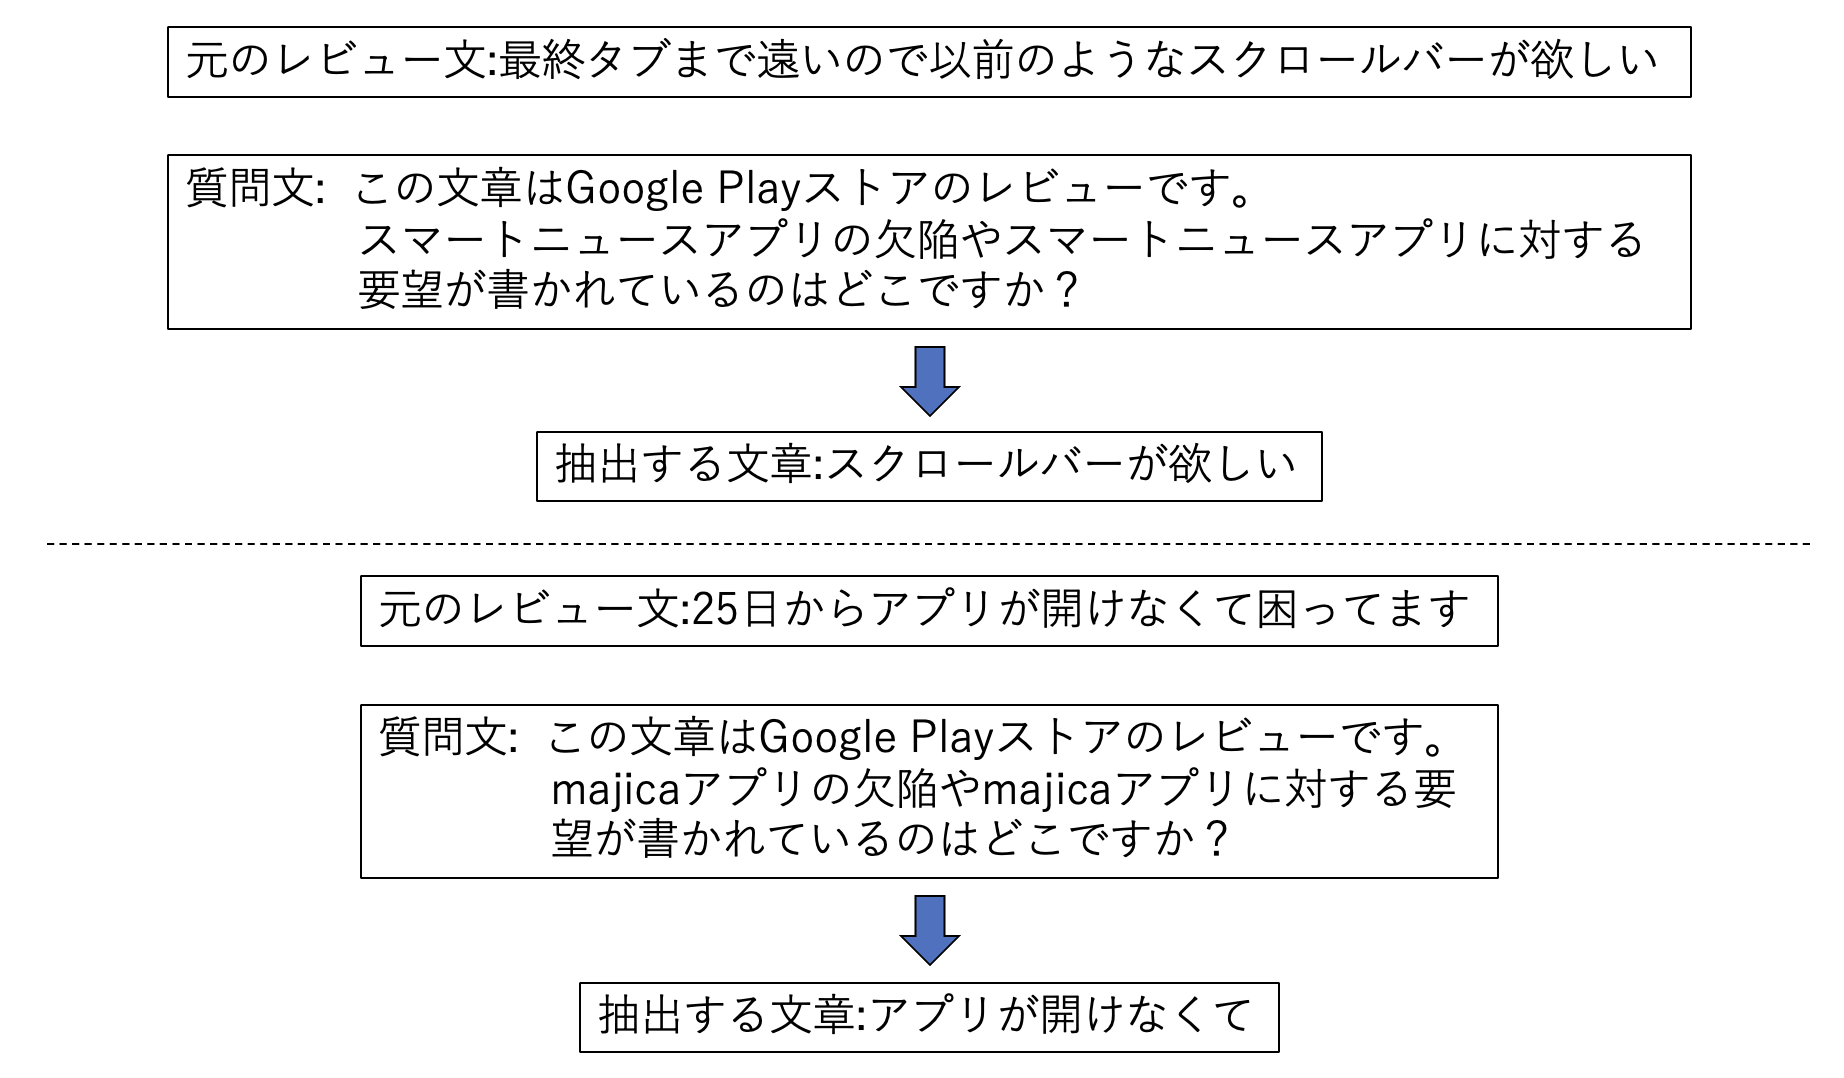 元のレビュー文:最終タブまで遠いので以前のようなスクロールバーが欲しい
質問文: この文章はGoogle Playストアのレビューです。
スマートニュースアプリの欠陥やスマートニュースアプリに対する
要望が書かれているのはどこですか？
抽出する文章:スクロールバーが欲しい
元のレビュー文:25日からアプリが開けなくて困ってます
質問文: この文章はGoogle Playストアのレビューです。
majicaアプリの欠陥やmajicaアプリに対する要
望が書かれているのはどこですか？
抽出する文章:アプリが開けなくて